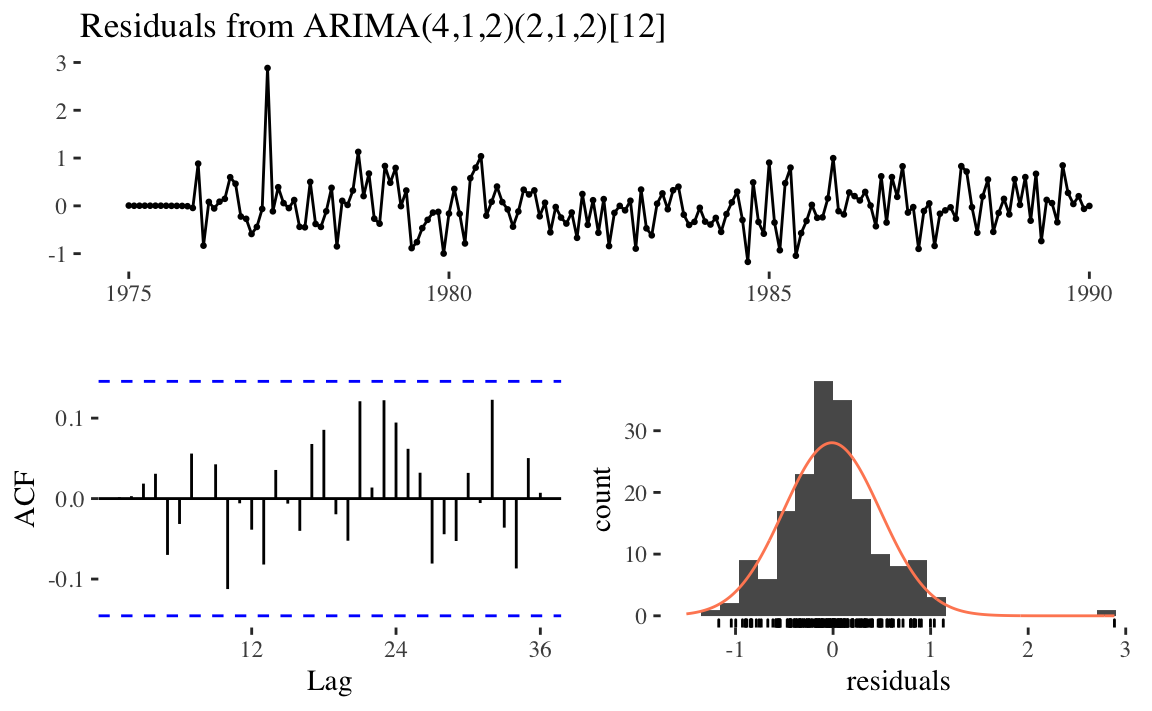 Residuals from ARIMA(4,1,2)(2,1,2)[12]
3
2
1
0
-1
1975 1980 1985 1990
ACF
0.1
0.0
-0.1
12 24 36
Lag
count
30
20
10
0
-1 0 1 2 3
residuals